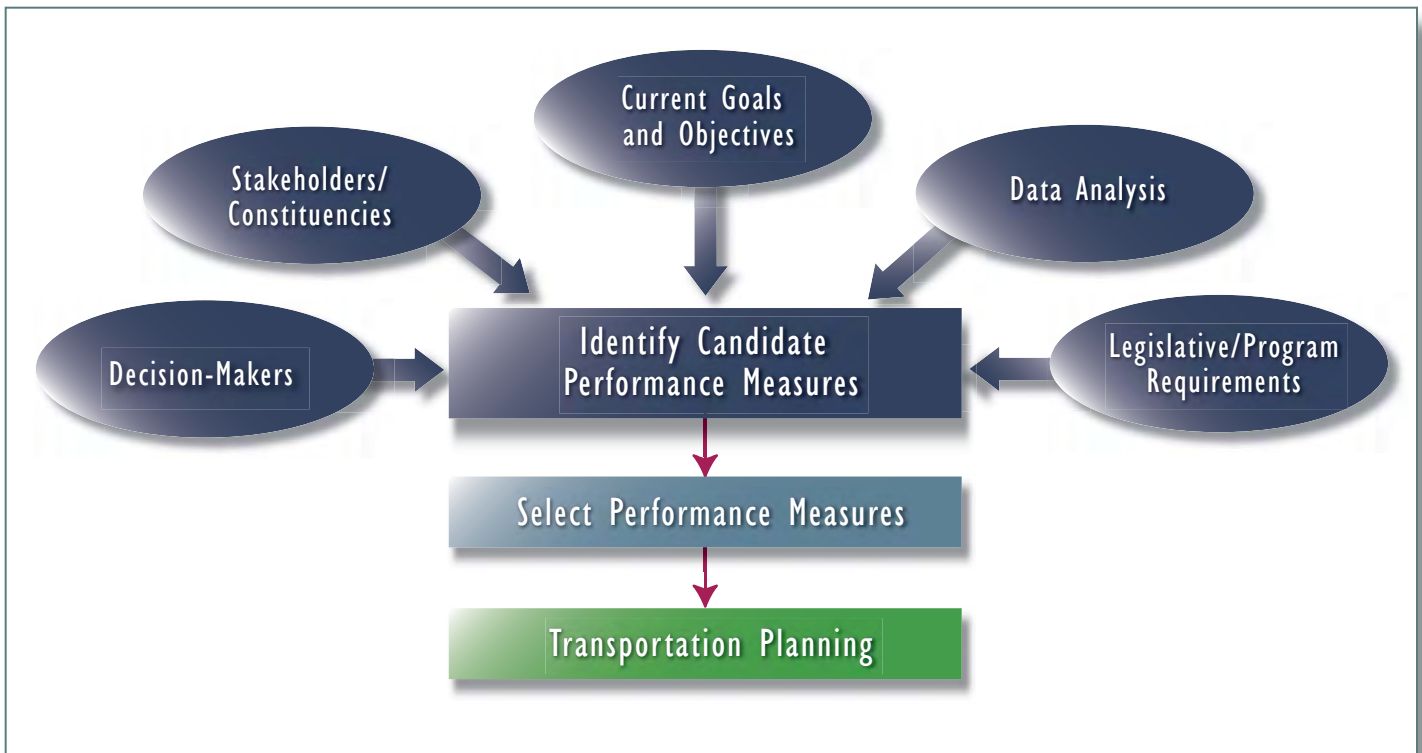 Current Goals
and Objectives
Stakeholders/
Constituencies
Data Analysis
Decision-Makers
Identify Candidate
Performance Measures
Legislative/Program
Requirements
Select Performance Measures
Transportation Planning